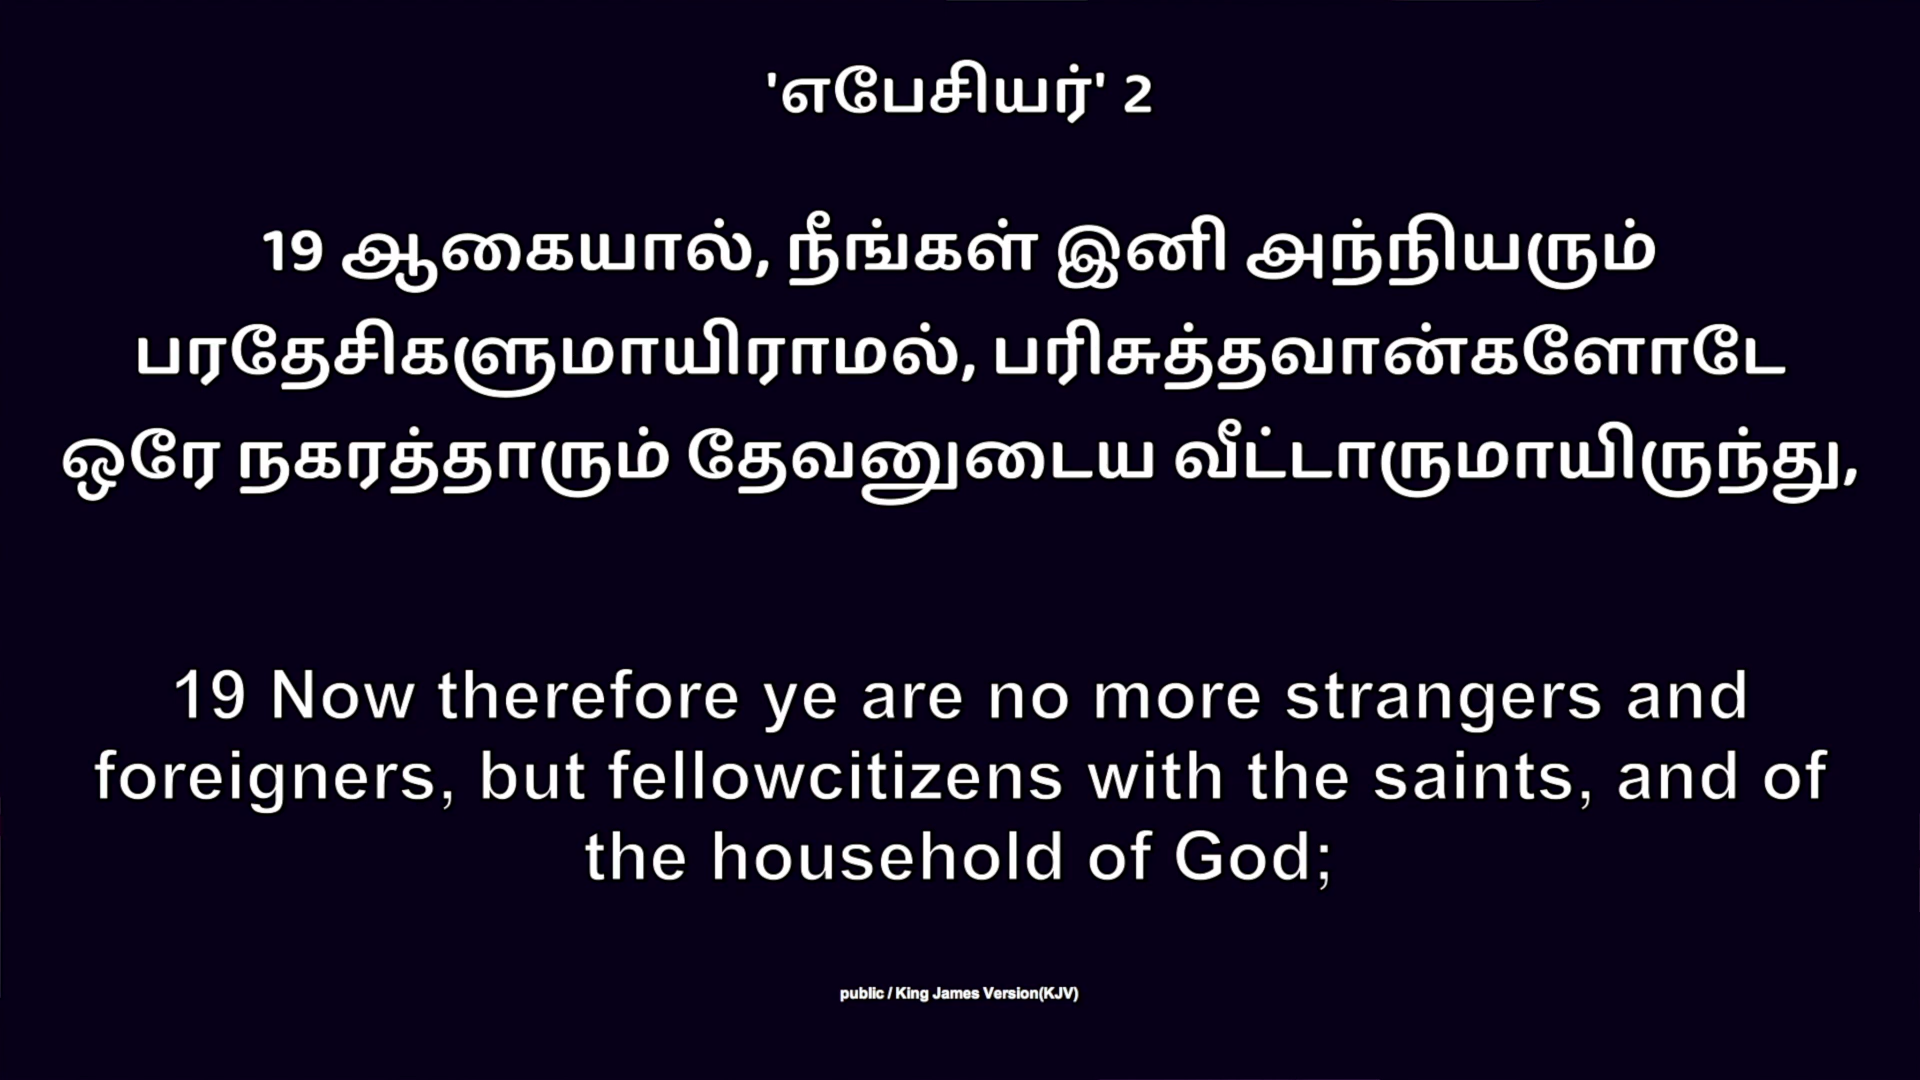 'எபேசியர்' 2
19 ஆகையால், நீங்கள் இனி அந்நியரும்
பரதேசிகளுமாயிராமல், பரிசுத்தவான்களோடே
ஒரே நகரத்தாரும் தேவனுடைய வீட்டாருமாயிருந்து,
19 Now therefore ye are no more strangers and
foreigners, but fellowcitizens with the saints, and of
the household of God;
public / King James Version(KJV)